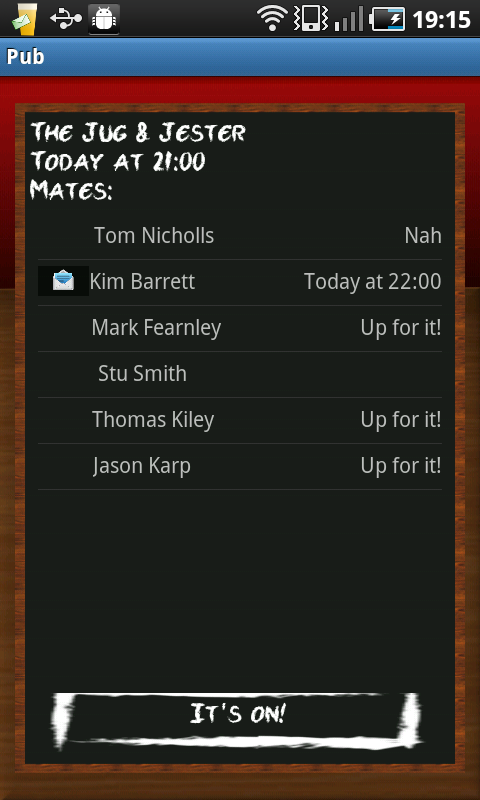 19:15
Pub
The Jug & Jester
Today at 21:00
Mates:
Tom Nicholls Nah
Kim Barrett Today at 22:00
Mark Fearnley Up for it!
Stu Smith
Thomas Kiley Up for it!
Jason Karp Up for it!
It's on!